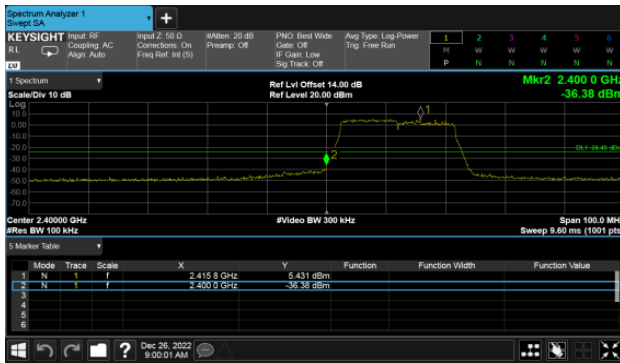 Spectrum Analyzer 1
Swept SA
+
KEYSIGHT
RL
LXI
Input: RF
Coupling: AC
Align: Auto
Input Z: 50 Ω
Corrections: On
Freq Ref: Int (S)
#Atten: 20 dB
Preamp: Off
PNO: Best Wide
Gate: Off
IF Gain: Low
Sig Track: Off
Avg Type: Log-Power
Trig: Free Run
1 2 3 4 5 6
M W W W W W
P N N N N N
1 Spectrum
Scale/Div 10 dB
Ref Lvl Offset 14.00 dB
Ref Level 20.00 dBm
Mkr2 2.400 0 GHz
-36.38 dBm
Log
10.0
0.00
-10.0
-20.0
-30.0
-40.0
-50.0
-60.0
-70.0
1
2
Center 2.40000 GHz
#Res BW 100 kHz
#Video BW 300 kHz
Span 100.0 MH
Sweep 9.60 ms (1001 pts
5 Marker Table
Mode Trace Scale X Y Function Function Width Function Value
1 N 1 f 2.415 8 GHz 5.431 dBm
2 N 1 f 2.400 0 GHz -36.38 dBm
3
4
5
6
?
Dec 26, 2022
9:00:01 AM